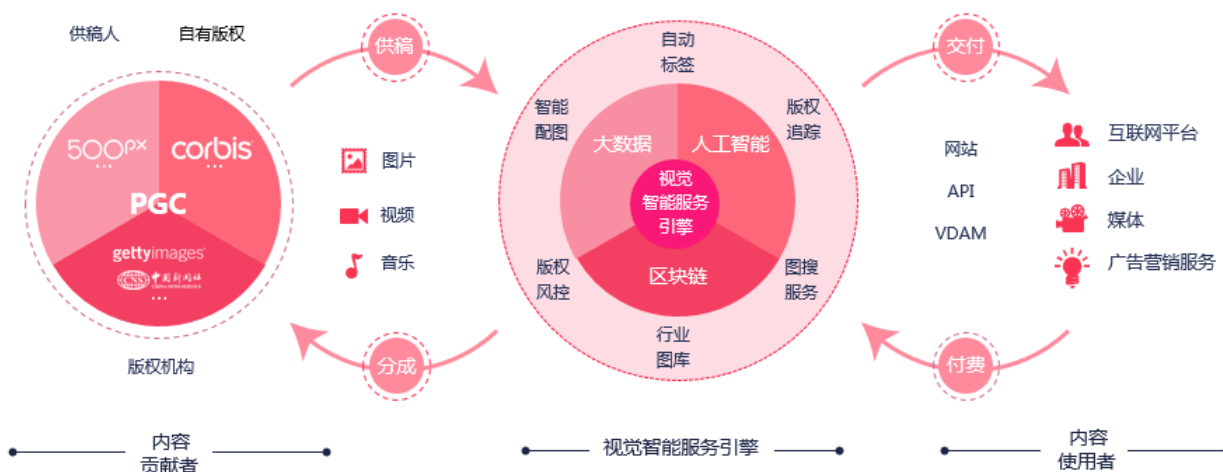 供稿人
自有版权
500px
...
corbis
...
PGC
gettyimages
CNS
中国新闻社
CHINA NEWS SERVICE
...
版权机构
供稿
图片
视频
音乐
分成
自动
标签
智能
配图
版权
追踪
大数据
人工智能
视觉
智能服务
引擎
区块链
版权
风控
图搜
服务
行业
图库
交付
网站
API
VDAM
互联网平台
企业
媒体
广告营销服务
付费
内容
贡献者
视觉智能服务引擎
内容
使用者